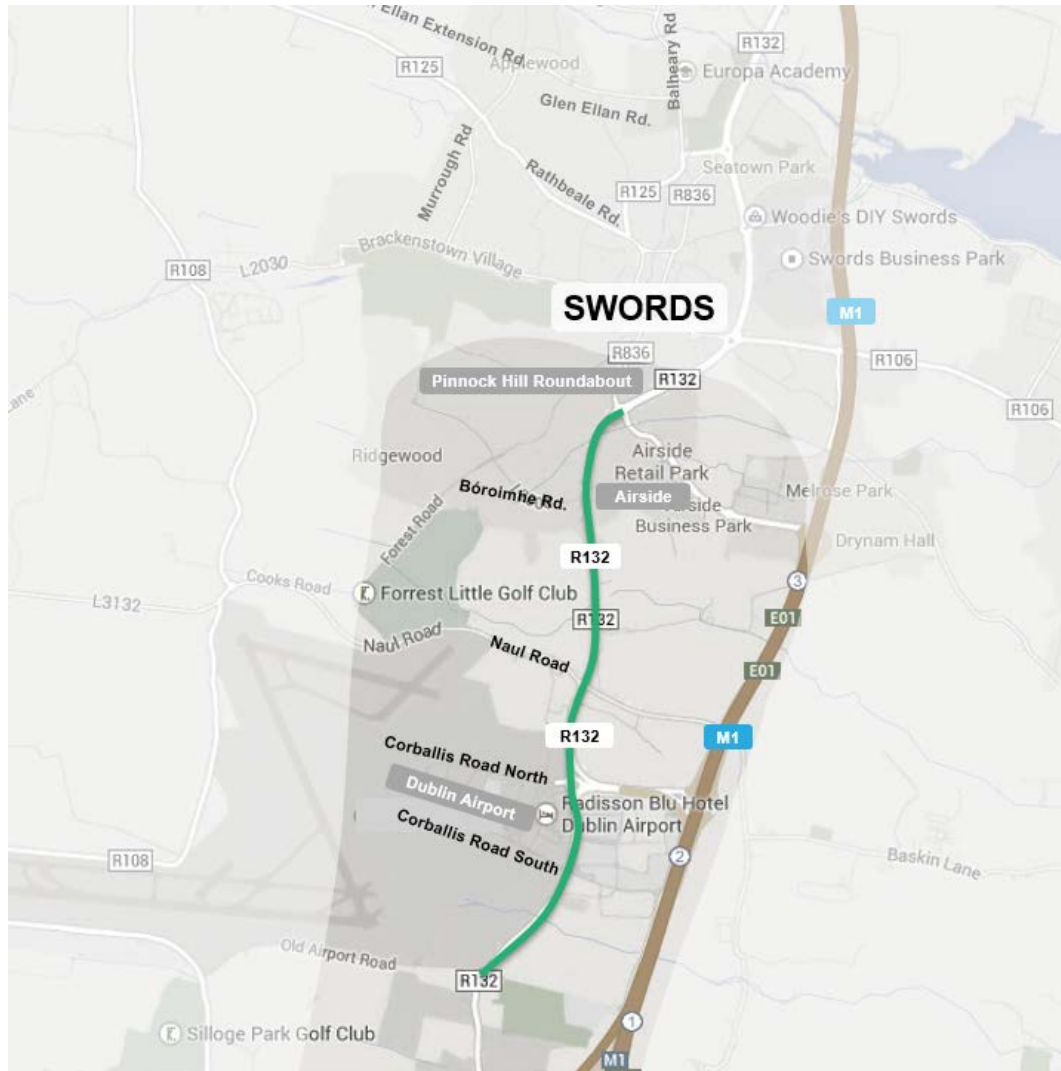 Ellan Extension Rd.
R132
R125
Applewood
Balheary Rd
Europa Academy
Glen Ellan Rd.
Murrough Rd
Rathbeale Rd.
Seatown Park
R125
R836
Woodie's DIY Swords
Brackenstown Village
L2030
R108
Swords Business Park
SWORDS
M1
R836
R106
Pinnock Hill Roundabout
R132
Lane
R106
Ridgewood
Airside
Retail Park
Bóroimhe Rd.
Airside
Melrose Park
Business Park
Forest Road
Drynam Hall
R132
Cooks Road
3
L3132
Forrest Little Golf Club
R132
E01
Naul Road
Naul Road
E01
R132
M1
Corballis Road North
Dublin Airport
Radisson Blu Hotel
Dublin Airport
Corballis Road South
R108
2
Baskin Lane
Old Airport Road
R132
Silloge Park Golf Club
1
M1